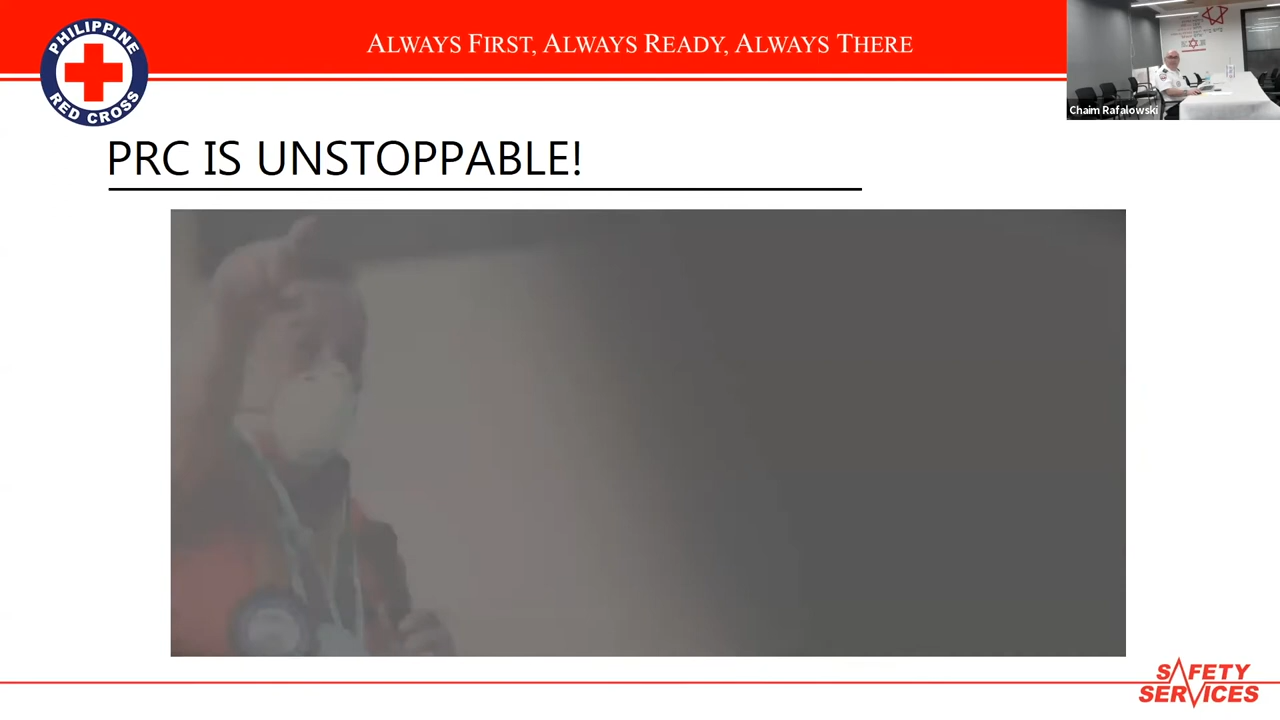 PHILIPPINE
RED CROSS
ALWAYS FIRST, ALWAYS READY, ALWAYS THERE
Chaim Rafalowski
PRC IS UNSTOPPABLE!
SAFETY
SERVICES